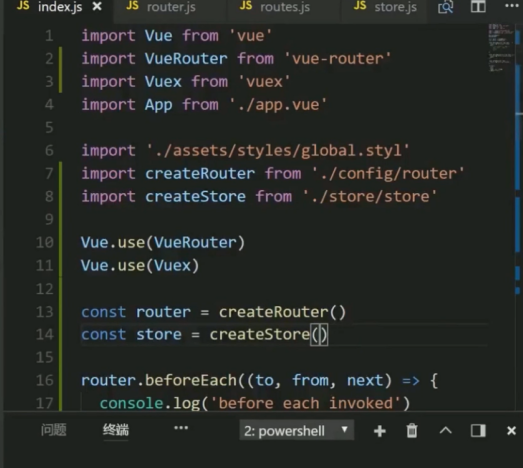 JS index.js × JS router.js JS routes.js JS store.js
1 import Vue from 'vue'
2 import VueRouter from 'vue-router'
3 import Vuex from 'vuex'
4 import App from './app.vue'
5
6 import './assets/styles/global.styl'
7 import createRouter from './config/router'
8 import createStore from './store/store'
9
10 Vue.use(VueRouter)
11 Vue.use(Vuex)
12
13 const router = createRouter()
14 const store = createStore()
15
16 router.beforeEach((to, from, next) => {
17 console.log('before each invoked')
问题 终端 ••• 2: powershell